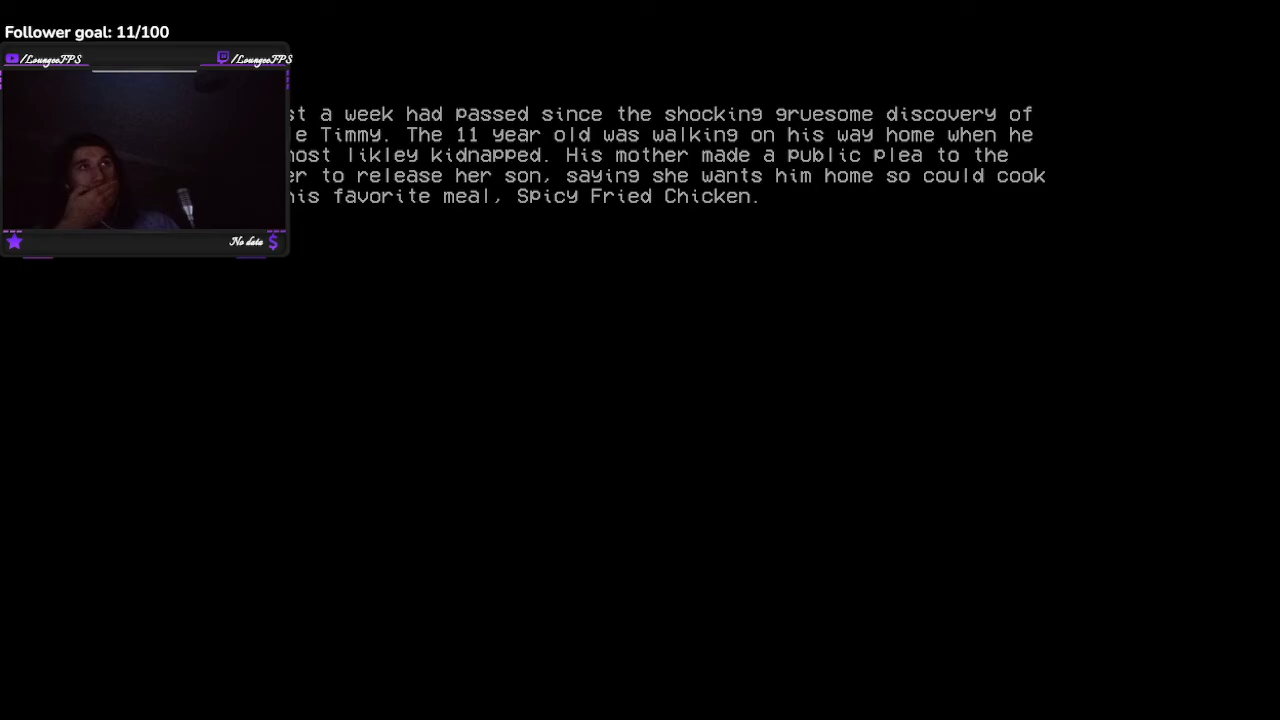 Follower goal: 11/100
/LoungeeFPS
/LoungeeFPS
st a week had passed since the shocking gruesome discovery of
e Timmy. The 11 year old was walking on his way home when he
most likley kidnapped. His mother made a public plea to the
er to release her son, saying she wants him home so could cook
his favorite meal, Spicy Fried Chicken.
No data $